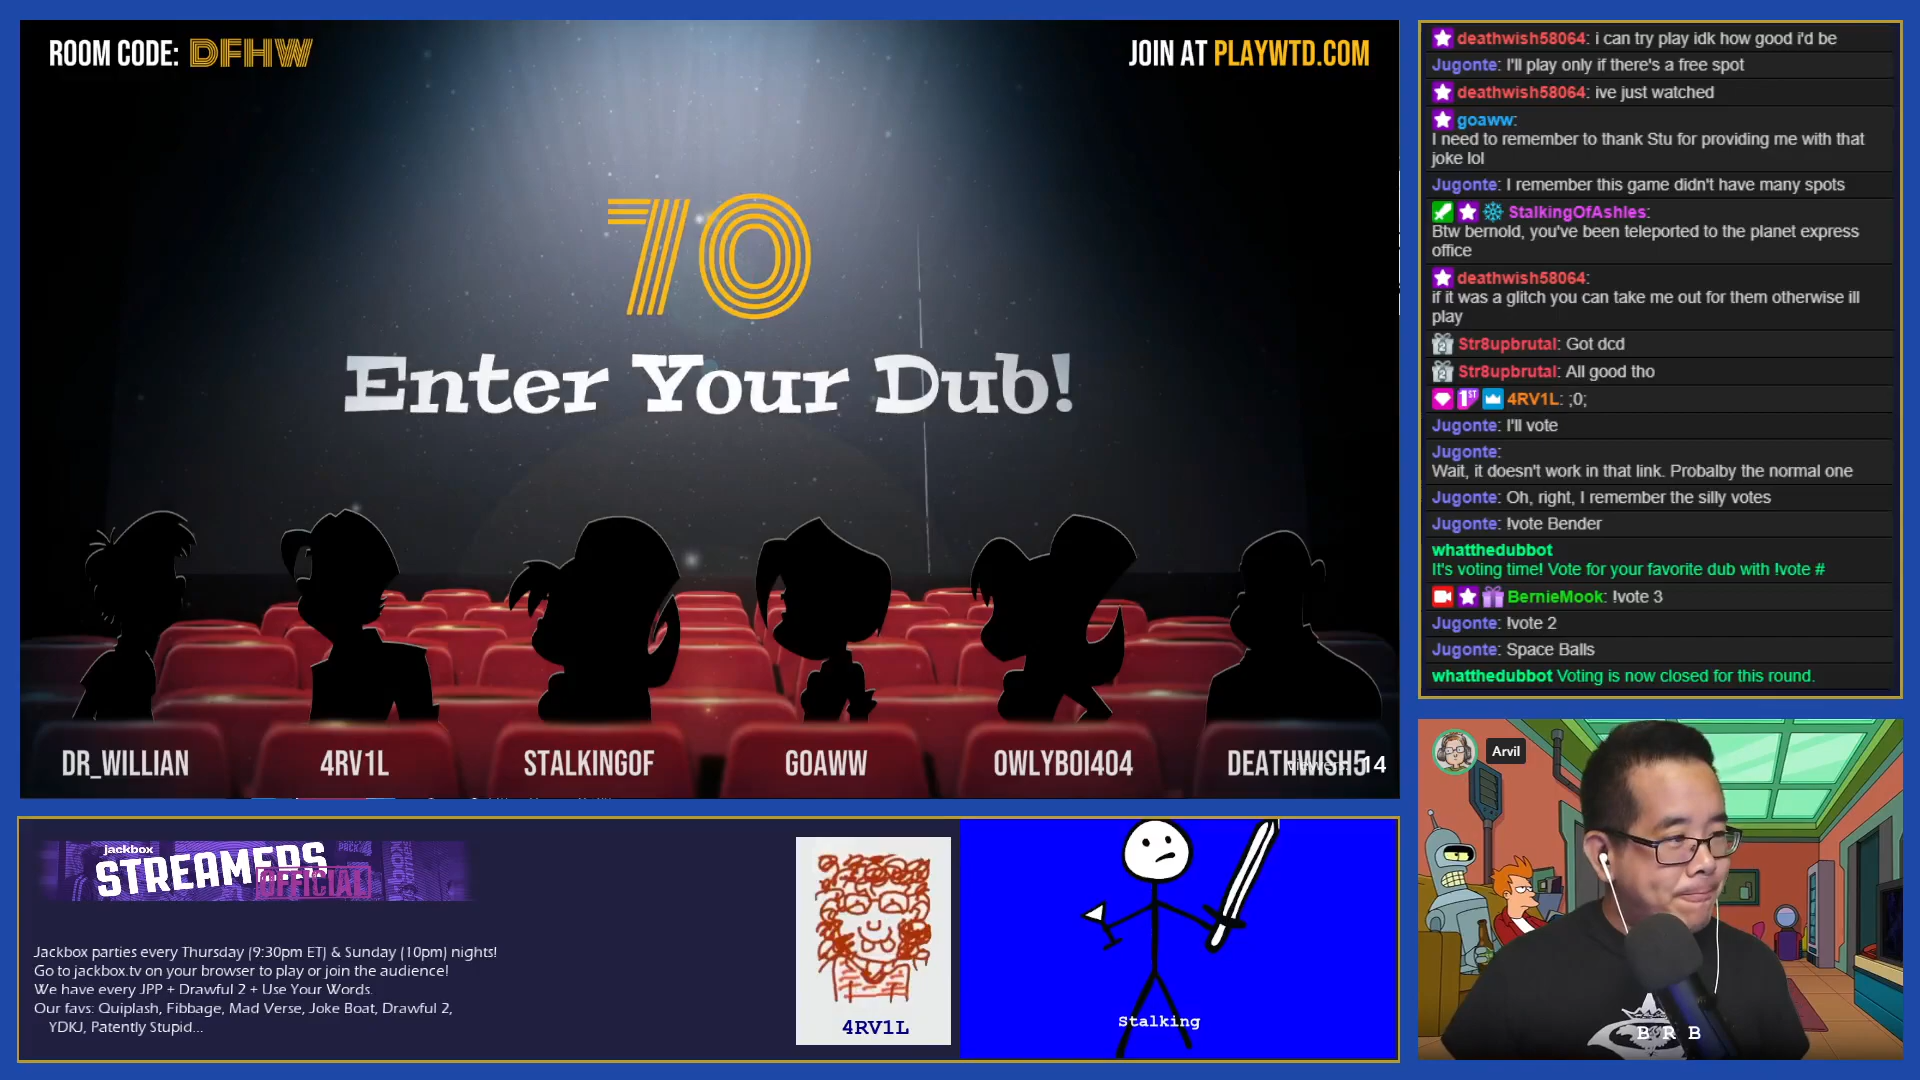 ROOM CODE: DFHW
JOIN AT PLAYWTD.COM
70
Enter Your Dub!
DR_WILLIAN
4RV1L
STALKINGOF
GOAWW
OWLYBOI404
DEATHWISH5
14
deathwish58064: i can try play idk how good i'd be
Jugonte: I'll play only if there's a free spot
deathwish58064: ive just watched
goaww:
I need to remember to thank Stu for providing me with that
joke lol
Jugonte: I remember this game didn't have many spots
StalkingOfAshles:
Btw bernold, you've been teleported to the planet express
office
deathwish58064:
if it was a glitch you can take me out for them otherwise ill
play
Str8upbrutal: Got dcd
Str8upbrutal: All good tho
1ST 4RV1L: ;0;
Jugonte: I'll vote
Jugonte:
Wait, it doesn't work in that link. Probalby the normal one
Jugonte: Oh, right, I remember the silly votes
Jugonte: !vote Bender
whatthedubbot
It's voting time! Vote for your favorite dub with !vote #
BernieMook: !vote 3
Jugonte: !vote 2
Jugonte: Space Balls
whatthedubbot Voting is now closed for this round.
jackbox
STREAMERS
OFFICIAL
Jackbox parties every Thursday (9:30pm ET) & Sunday (10pm) nights!
Go to jackbox.tv on your browser to play or join the audience!
We have every JPP + Drawful 2 + Use Your Words.
Our favs: Quiplash, Fibbage, Mad Verse, Joke Boat, Drawful 2,
YDKJ, Patently Stupid...
4RV1L
Stalking
Arvil
B R B